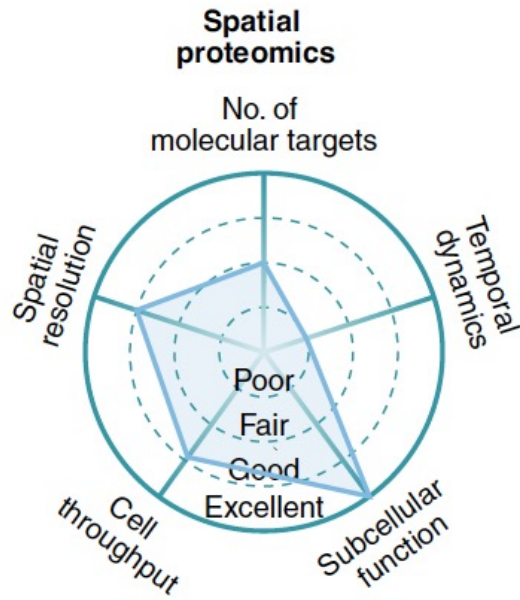 Spatial
proteomics
No. of
molecular targets
Spatial
resolution
Temporal
dynamics
Poor
Fair
Good
Excellent
Cell
throughput
Subcellular
function